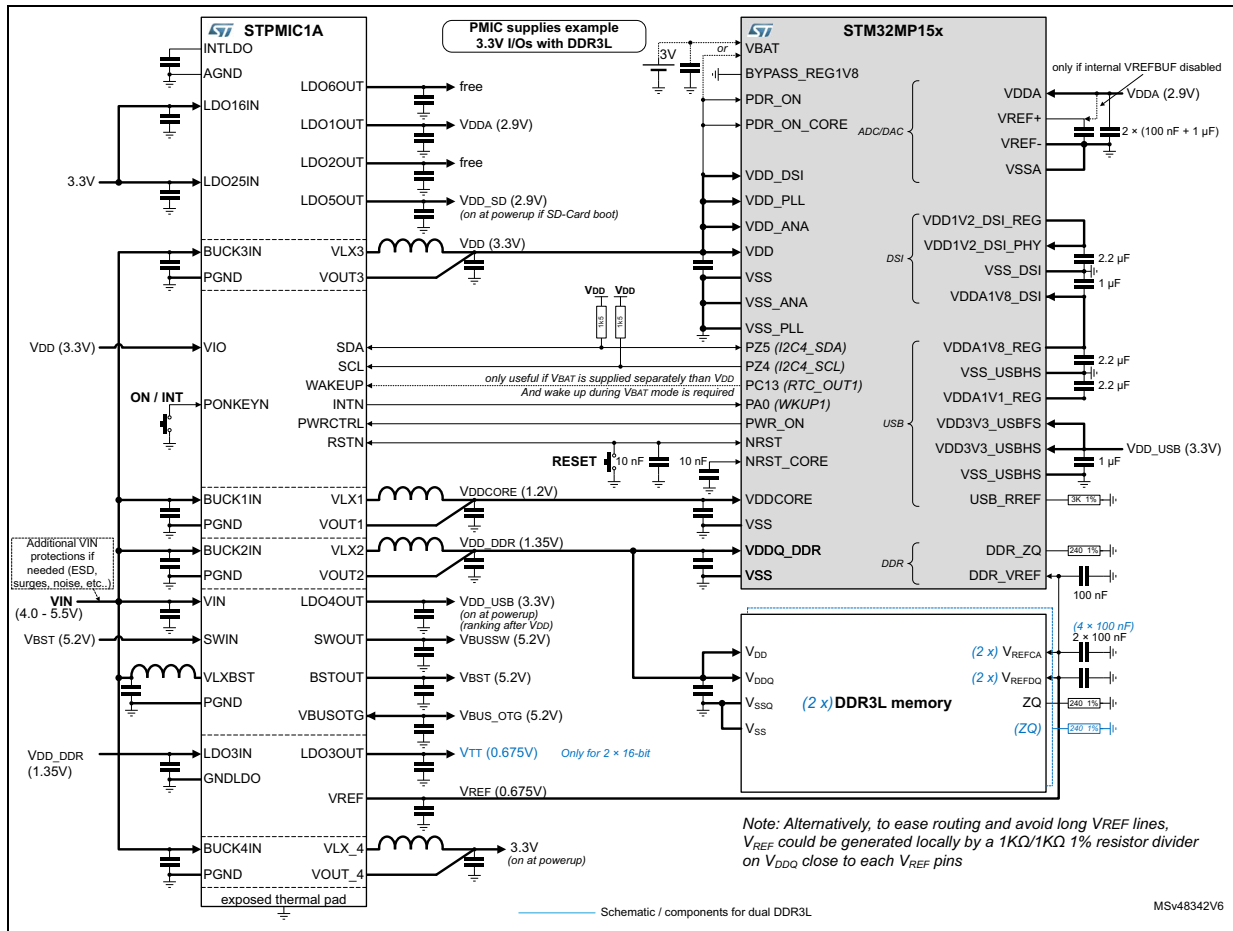 STPMIC1A
PMIC supplies example
3.3V I/Os with DDR3L
STM32MP15x
INTLDO
AGND
LDO16IN
3.3V
LDO25IN
BUCK3IN
PGND
VDD (3.3V)
VIO
ON / INT
PONKEYN
BUCK1IN
PGND
Additional VIN
protections if
needed (ESD,
surges, noise, etc..)
BUCK2IN
PGND
VIN
(4.0 - 5.5V)
VIN
VBST (5.2V)
SWIN
VLXBST
PGND
VDD_DDR
(1.35V)
LDO3IN
GNDLDO
BUCK4IN
PGND
exposed thermal pad
LDO6OUT
free
LDO1OUT
VDDA (2.9V)
LDO2OUT
free
LDO5OUT
VDD_SD (2.9V)
(on at powerup if SD-Card boot)
VLX3
VDD (3.3V)
VOUT3
VDD
VDD
1k5
1k5
SDA
SCL
WAKEUP
only useful if VBAT is supplied separately than VDD
And wake up during VBAT mode is required
INTN
PWRCTRL
RSTN
RESET
10 nF
10 nF
VLX1
VDDCORE (1.2V)
VOUT1
VLX2
VDD_DDR (1.35V)
VOUT2
LDO4OUT
VDD_USB (3.3V)
(on at powerup)
(ranking after VDD)
SWOUT
VBUSSW (5.2V)
BSTOUT
VBST (5.2V)
VBUSOTG
VBUS_OTG (5.2V)
LDO3OUT
VTT (0.675V)
Only for 2 × 16-bit
VREF
VREF (0.675V)
VLX_4
3.3V
(on at powerup)
VOUT_4
or
3V
VBAT
BYPASS_REG1V8
PDR_ON
PDR_ON_CORE
VDD_DSI
VDD_PLL
VDD_ANA
VDD
VSS
VSS_ANA
VSS_PLL
PZ5 (I2C4_SDA)
PZ4 (I2C4_SCL)
PC13 (RTC_OUT1)
PA0 (WKUP1)
PWR_ON
NRST
NRST_CORE
VDDCORE
VSS
VDDQ_DDR
VSS
only if internal VREFBUF disabled
ADC/DAC
VDDA
VDDA (2.9V)
VREF+
2 × (100 nF + 1 µF)
VREF-
VSSA
DSI
VDD1V2_DSI_REG
VDD1V2_DSI_PHY
2.2 µF
VSS_DSI
1 µF
VDDA1V8_DSI
USB
VDDA1V8_REG
2.2 µF
VSS_USBHS
2.2 µF
VDDA1V1_REG
VDD3V3_USBFS
VDD3V3_USBHS
VDD_USB (3.3V)
1 µF
VSS_USBHS
USB_RREF
3K 1%
DDR
DDR_ZQ
240 1%
DDR_VREF
100 nF
(4 × 100 nF)
2 × 100 nF
VDD
VDDQ
VSSQ
VSS
(2 x) DDR3L memory
(2 x) VREFCA
(2 x) VREFDQ
ZQ
240 1%
(ZQ)
240 1%
Note: Alternatively, to ease routing and avoid long VREF lines,
VREF could be generated locally by a 1KΩ/1KΩ 1% resistor divider
on VDDQ close to each VREF pins
Schematic / components for dual DDR3L
MSv48342V6